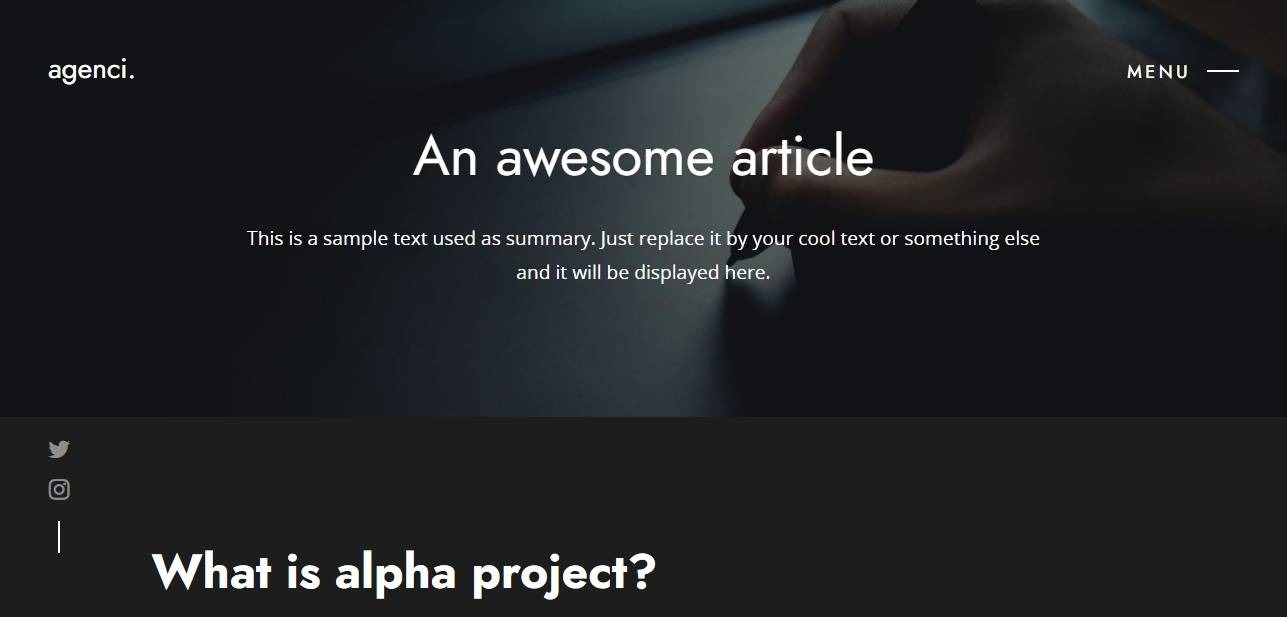 agenci.
MENU
An awesome article
This is a sample text used as summary. Just replace it by your cool text or something else
and it will be displayed here.
What is alpha project?